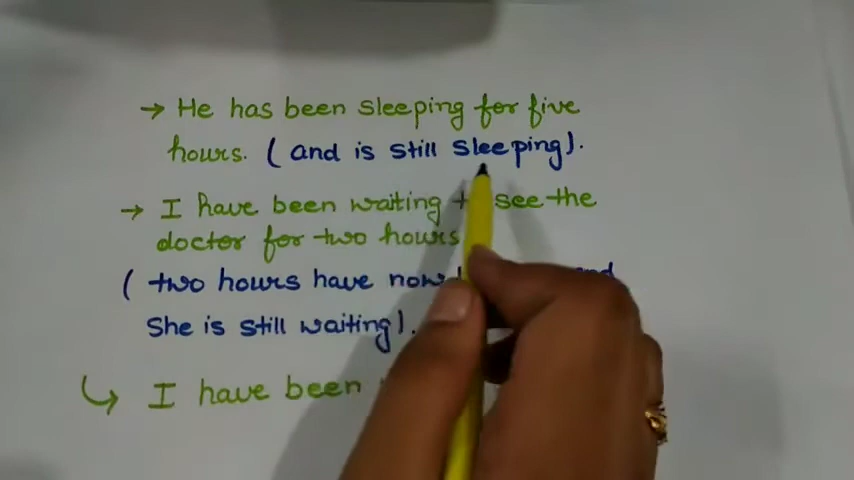 → He has been sleeping for five
hours. (and is still sleeping).
→ I have been waiting see the
doctor for two hours
(two hours have now and
She is still waiting).
↳ I have been